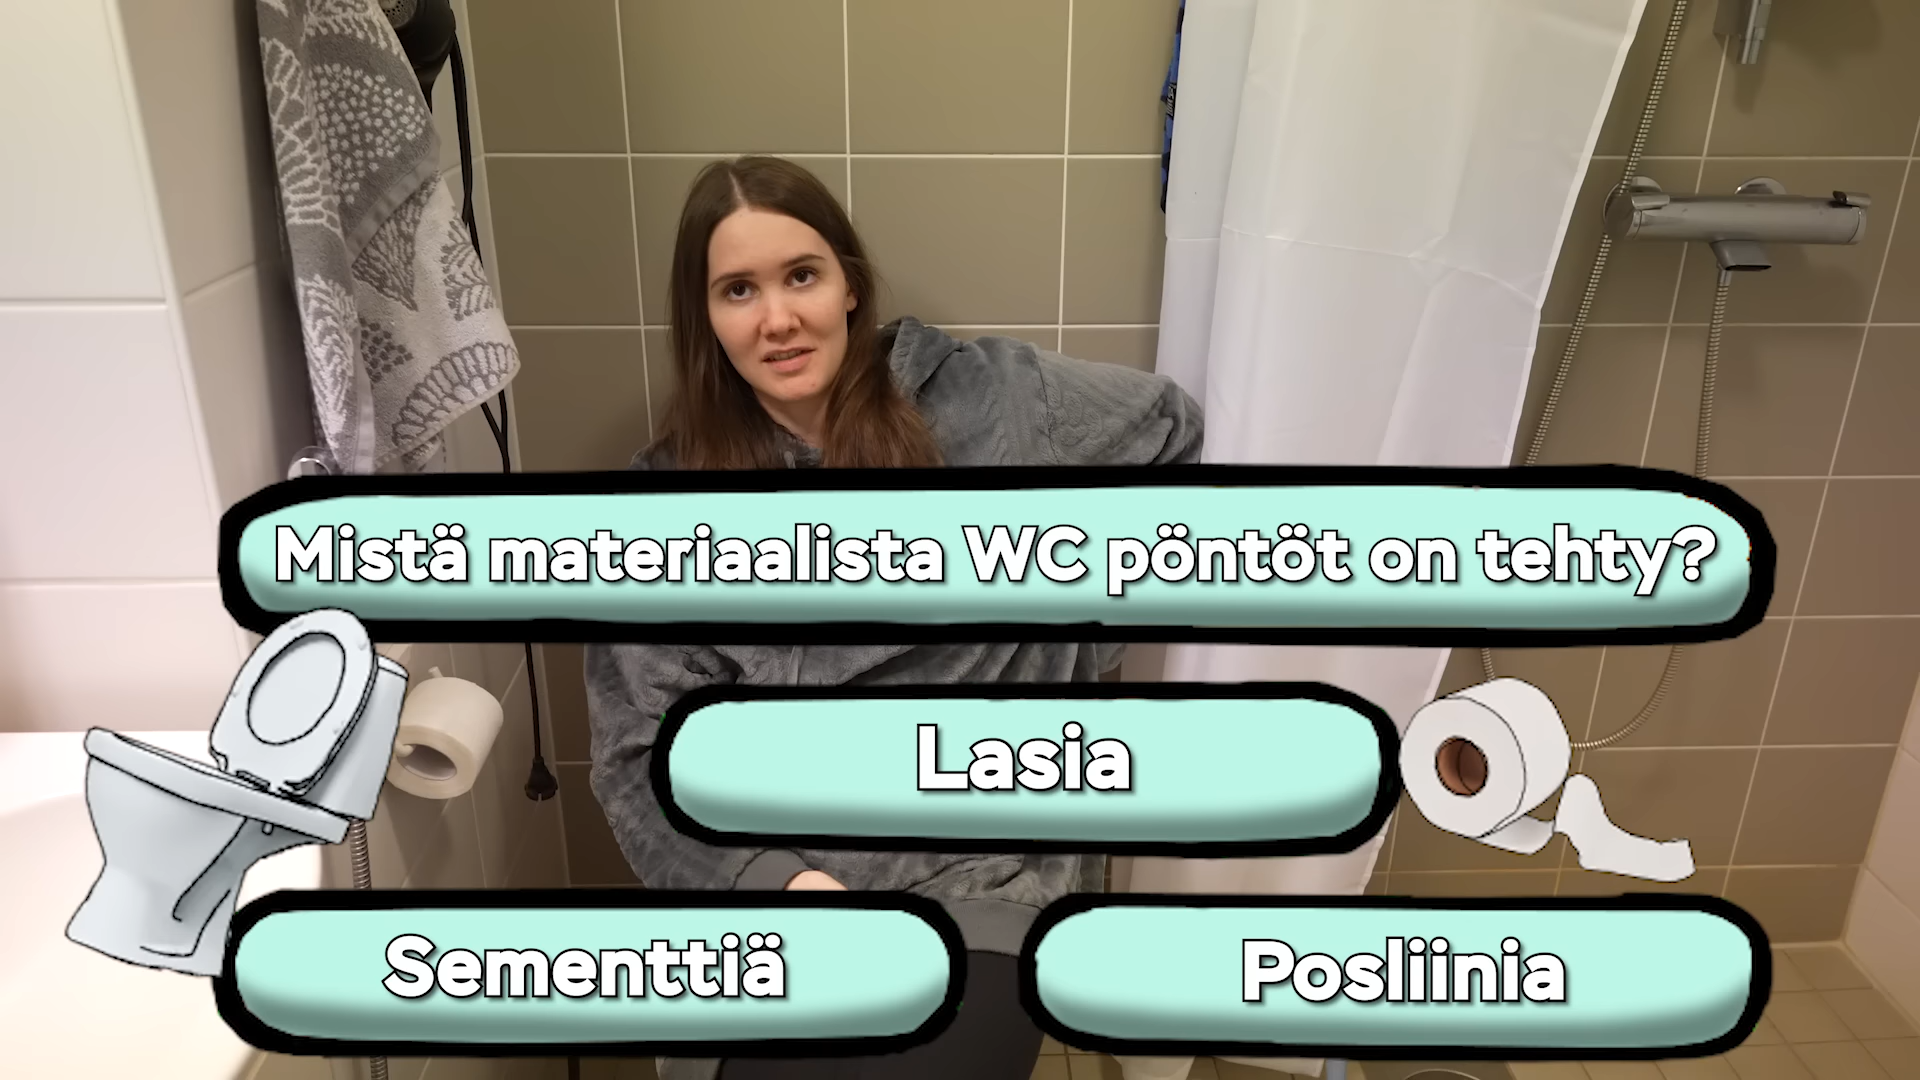 Mistä materiaalista WC pöntöt on tehty?
Lasia
Sementtiä
Posliinia